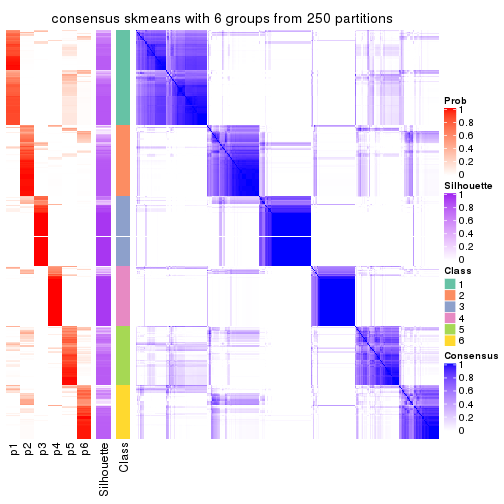 consensus skmeans with 6 groups from 250 partitions
Prob
1
0.8
0.6
0.4
0.2
0
Silhouette
1
0.8
0.6
0.4
0.2
0
Class
1
2
3
4
5
6
Consensus
1
0.8
0.6
0.4
0.2
0
p1
p2
p3
p4
p5
p6
Silhouette
Class